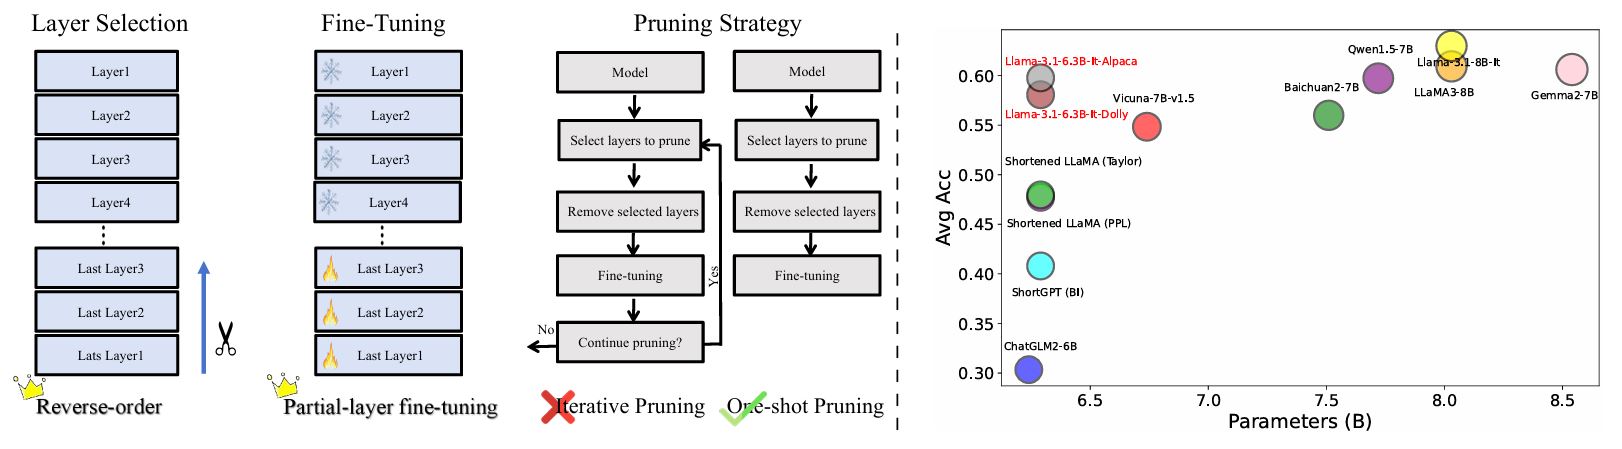 Layer Selection
Layer1
Layer2
Layer3
Layer4
Last Layer3
Last Layer2
Lats Layer1
Reverse-order
Fine-Tuning
Layer1
Layer2
Layer3
Layer4
Last Layer3
Last Layer2
Last Layer1
Partial-layer fine-tuning
Pruning Strategy
Model
Select layers to prune
Remove selected layers
Fine-tuning
Continue pruning?
Yes
No
Iterative Pruning
Model
Select layers to prune
Remove selected layers
Fine-tuning
One-shot Pruning
Avg Acc
0.60
0.55
0.50
0.45
0.40
0.35
0.30
Llama-3.1-6.3B-It-Alpaca
Llama-3.1-6.3B-It-Dolly
Vicuna-7B-v1.5
Shortened LLaMA (Taylor)
Shortened LLaMA (PPL)
ShortGPT (BI)
ChatGLM2-6B
Baichuan2-7B
Qwen1.5-7B
Llama-3.1-8B-It
LLaMA3-8B
Gemma2-7B
6.5
7.0
7.5
8.0
8.5
Parameters (B)